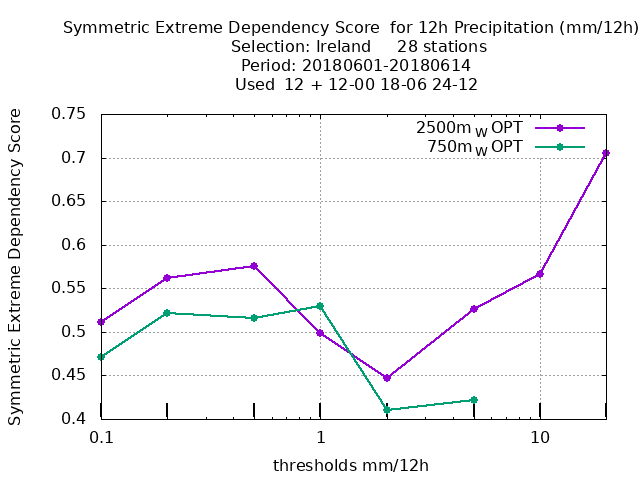 Symmetric Extreme Dependency Score  for 12h Precipitation (mm/12h)
Selection: Ireland     28 stations
Period: 20180601-20180614
Used  12 + 12-00 18-06 24-12
Symmetric Extreme Dependency Score
0.75
0.7
0.65
0.6
0.55
0.5
0.45
0.4
2500m W OPT
750m W OPT
0.1
1
10
thresholds mm/12h